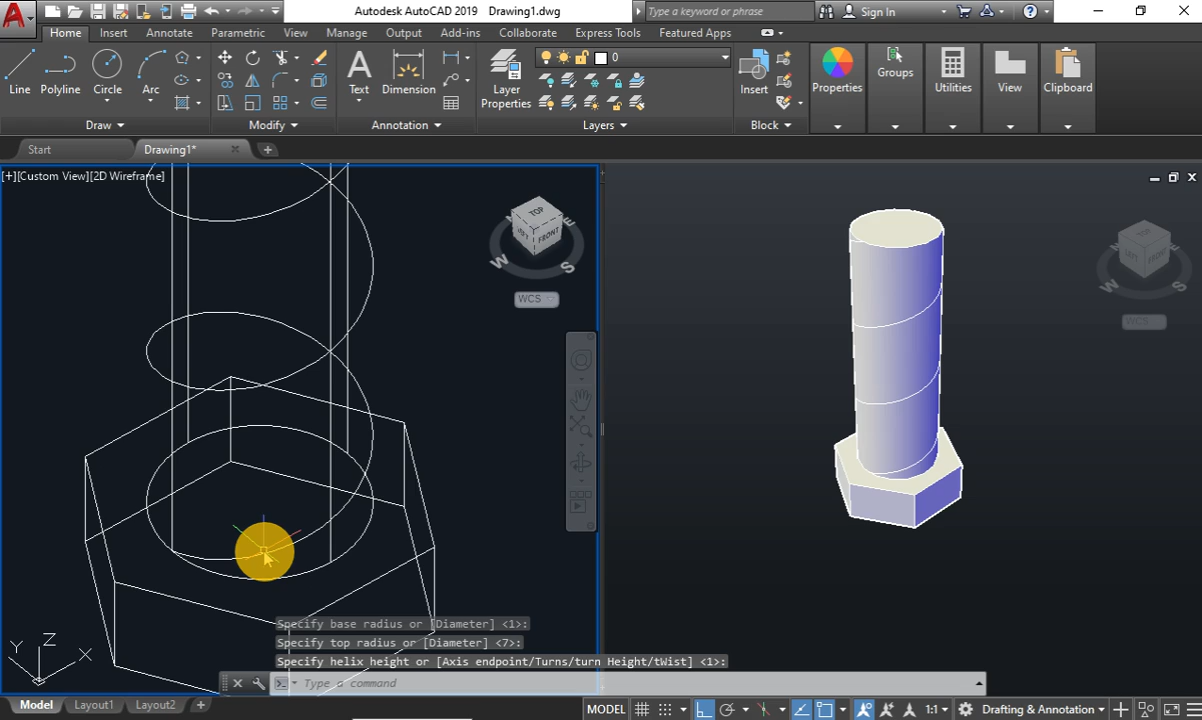 A Autodesk AutoCAD 2019 Drawing1.dwg Type a keyword or phrase Sign In
Home Insert Annotate Parametric View Manage Output Add-ins Collaborate Express Tools Featured Apps
Line Polyline Circle Arc Text Dimension Layer Properties 0 Insert Properties Groups Utilities View Clipboard
Draw Modify Annotation Layers Block
Start Drawing1*
[+][Custom View][2D Wireframe]
TOP
LEFT FRONT
W S E
WCS
W S
WCS
Specify base radius or [Diameter] <1>:
Specify top radius or [Diameter] <7>:
Specify helix height or [Axis endpoint/Turns/turn Height/tWist] <1>:
Y Z X
Type a command
Model Layout1 Layout2 + MODEL 1:1 Drafting & Annotation